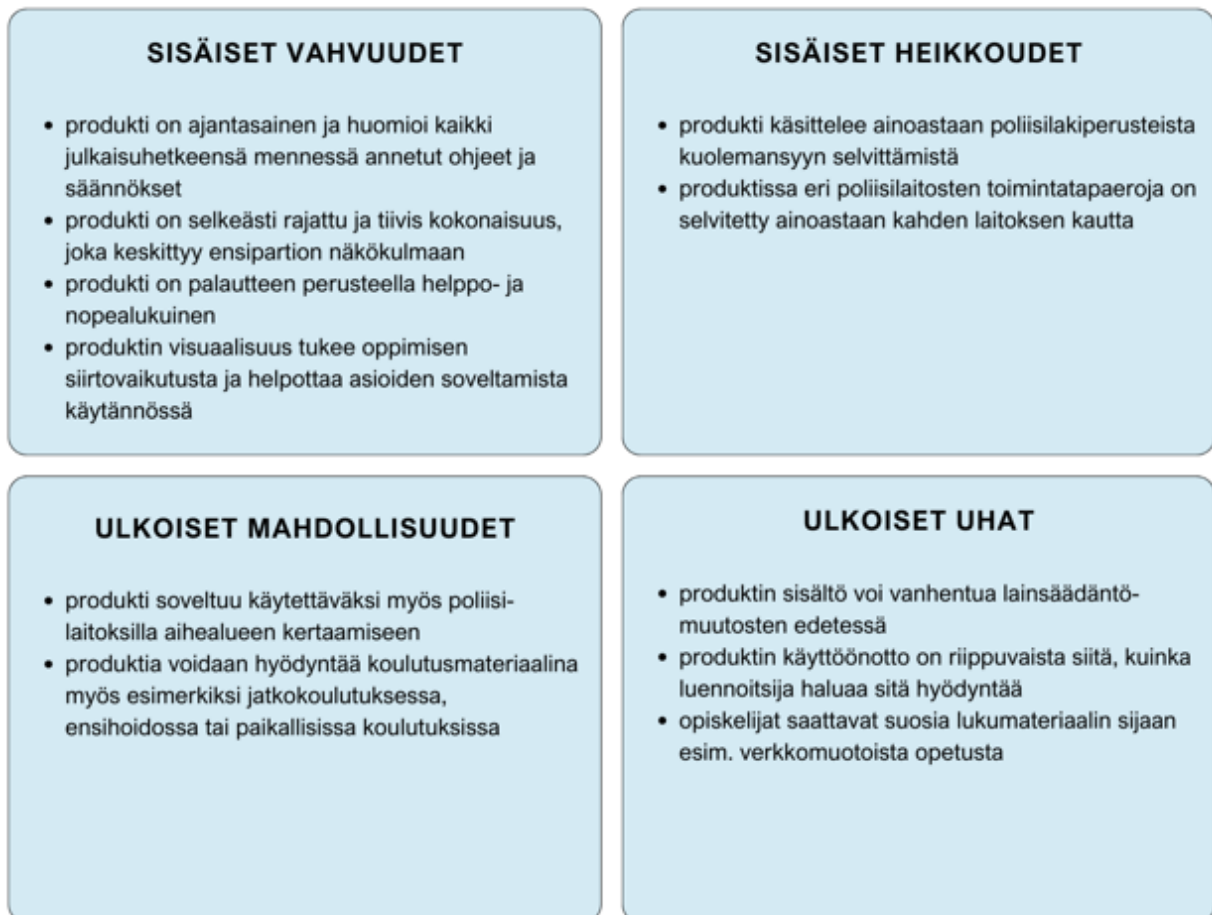 SISÄISET VAHVUUDET
• produkti on ajantasainen ja huomioi kaikki
julkaisuhetkeensä mennessä annetut ohjeet ja
säännökset
• produkti on selkeästi rajattu ja tiivis kokonaisuus,
joka keskittyy ensipartion näkökulmaan
• produkti on palautteen perusteella helppo- ja
nopealukuinen
• produktin visuaalisuus tukee oppimisen
siirtovaikutusta ja helpottaa asioiden soveltamista
käytännössä
SISÄISET HEIKKOUDET
• produkti käsittelee ainoastaan poliisilakiperusteista
kuolemansyyn selvittämistä
• produktissa eri poliisilaitosten toimintatapaeroja on
selvitetty ainoastaan kahden laitoksen kautta
ULKOISET MAHDOLLISUUDET
• produkti soveltuu käytettäväksi myös poliisi-
laitoksilla aihealueen kertaamiseen
• produktia voidaan hyödyntää koulutusmateriaalina
myös esimerkiksi jatkokoulutuksessa,
ensihoidossa tai paikallisissa koulutuksissa
ULKOISET UHAT
• produktin sisältö voi vanhentua lainsäädäntö-
muutosten edetessä
• produktin käyttöönotto on riippuvaista siitä, kuinka
luennoitsija haluaa sitä hyödyntää
• opiskelijat saattavat suosia lukumateriaalin sijaan
esim. verkkomuotoista opetusta